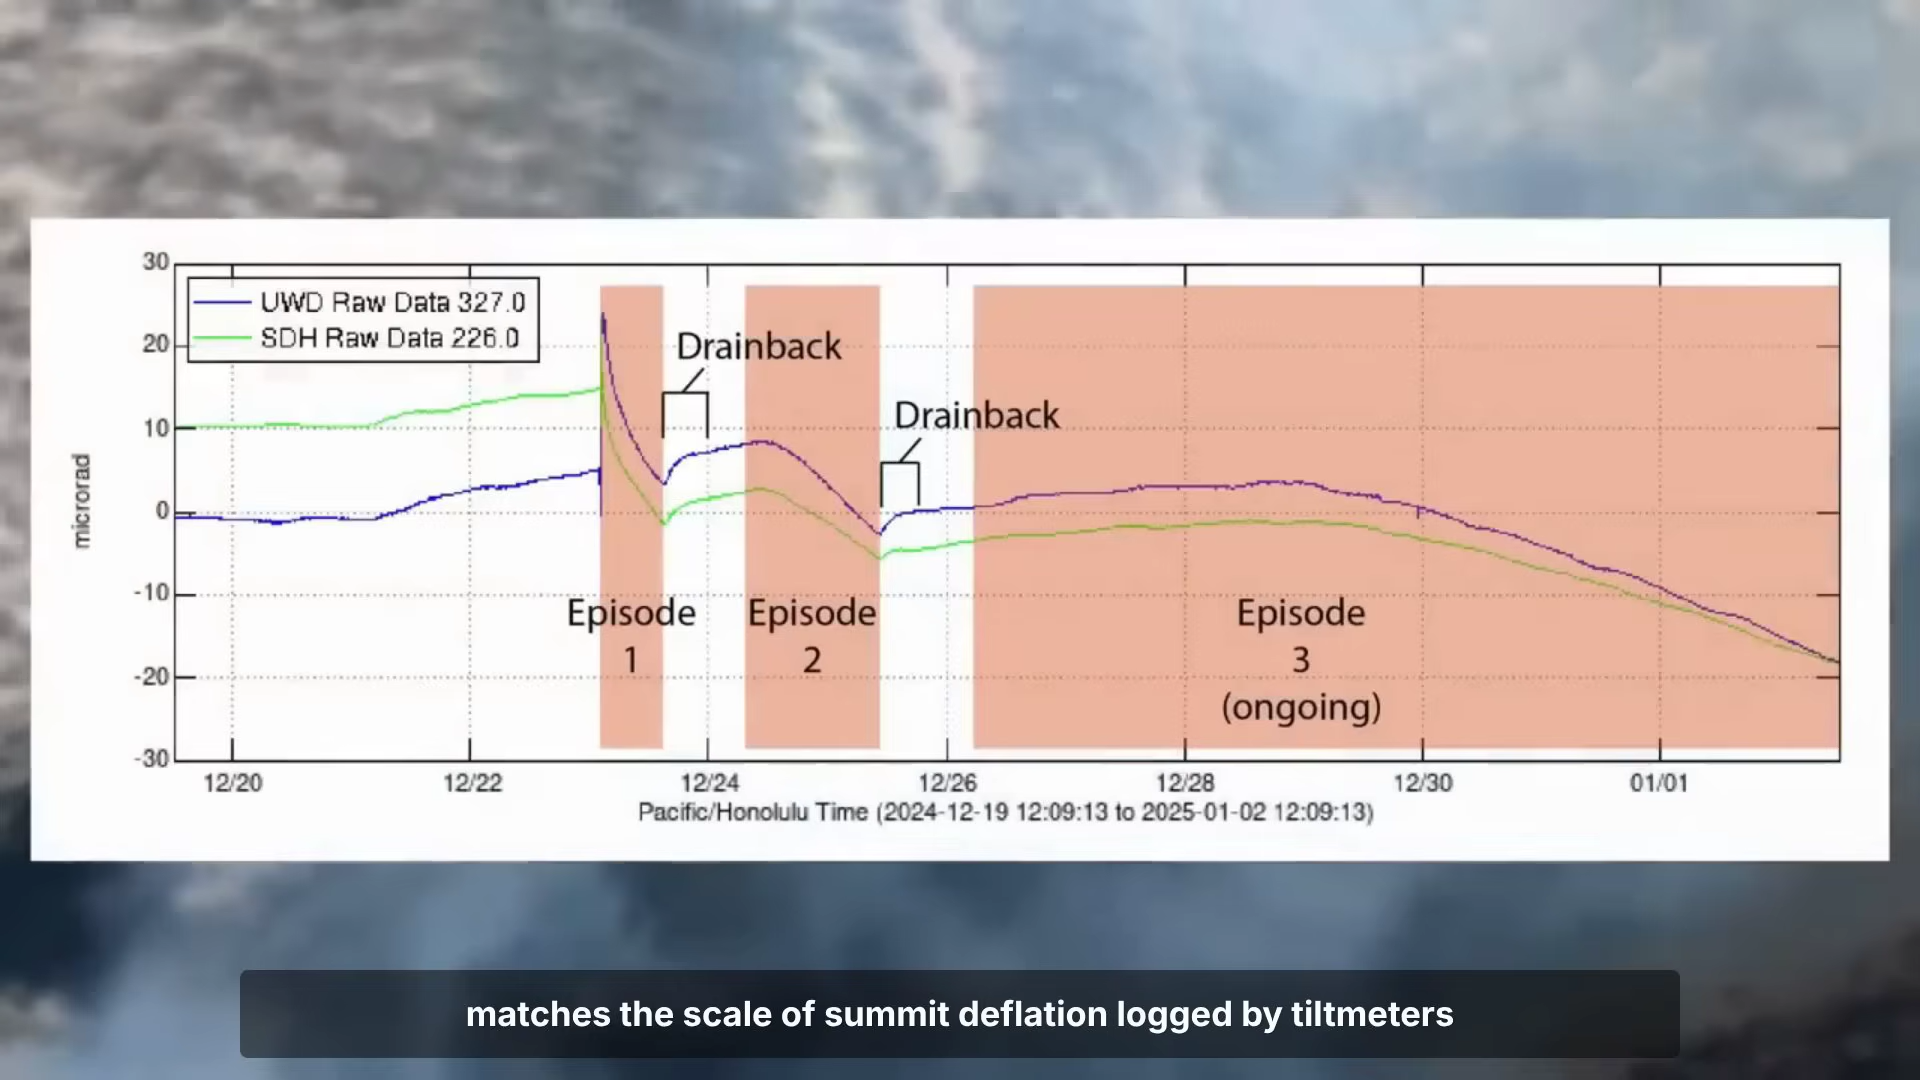 30
UWD Raw Data 327.0
SDH Raw Data 226.0
20
Drainback
10
Drainback
microrad
0
-10
Episode
1
Episode
2
Episode
3
(ongoing)
-20
-30
12/20
12/22
12/24
12/26
12/28
12/30
01/01
Pacific/Honolulu Time (2024-12-19 12:09:13 to 2025-01-02 12:09:13)
matches the scale of summit deflation logged by tiltmeters